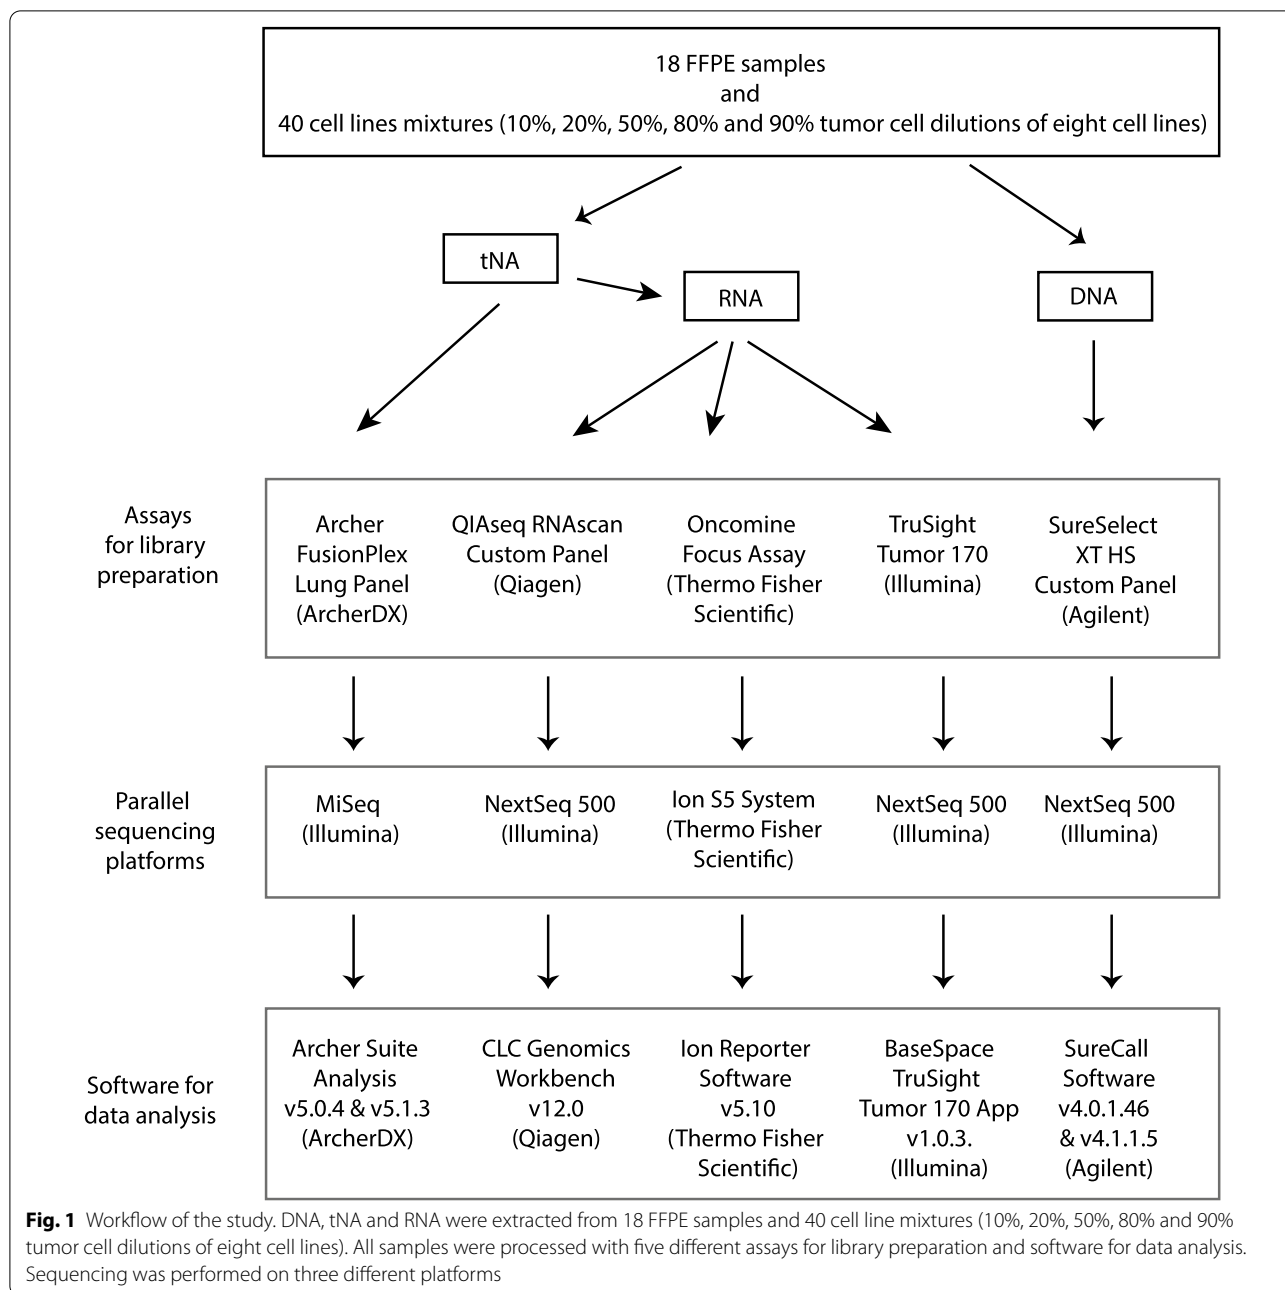 18 FFPE samples
and
40 cell lines mixtures (10%, 20%, 50%, 80% and 90% tumor cell dilutions of eight cell lines)
tNA
RNA
DNA
Assays
for library
preparation
Archer
FusionPlex
Lung Panel
(ArcherDX)
QIAseq RNAscan
Custom Panel
(Qiagen)
Oncomine
Focus Assay
(Thermo Fisher
Scientific)
TruSight
Tumor 170
(Illumina)
SureSelect
XT HS
Custom Panel
(Agilent)
Parallel
sequencing
platforms
MiSeq
(Illumina)
NextSeq 500
(Illumina)
Ion S5 System
(Thermo Fisher
Scientific)
NextSeq 500
(Illumina)
NextSeq 500
(Illumina)
Software for
data analysis
Archer Suite
Analysis
v5.0.4 & v5.1.3
(ArcherDX)
CLC Genomics
Workbench
v12.0
(Qiagen)
Ion Reporter
Software
v5.10
(Thermo Fisher
Scientific)
BaseSpace
TruSight
Tumor 170 App
v1.0.3.
(Illumina)
SureCall
Software
v4.0.1.46
& v4.1.1.5
(Agilent)
Fig. 1 Workflow of the study. DNA, tNA and RNA were extracted from 18 FFPE samples and 40 cell line mixtures (10%, 20%, 50%, 80% and 90%
tumor cell dilutions of eight cell lines). All samples were processed with five different assays for library preparation and software for data analysis.
Sequencing was performed on three different platforms